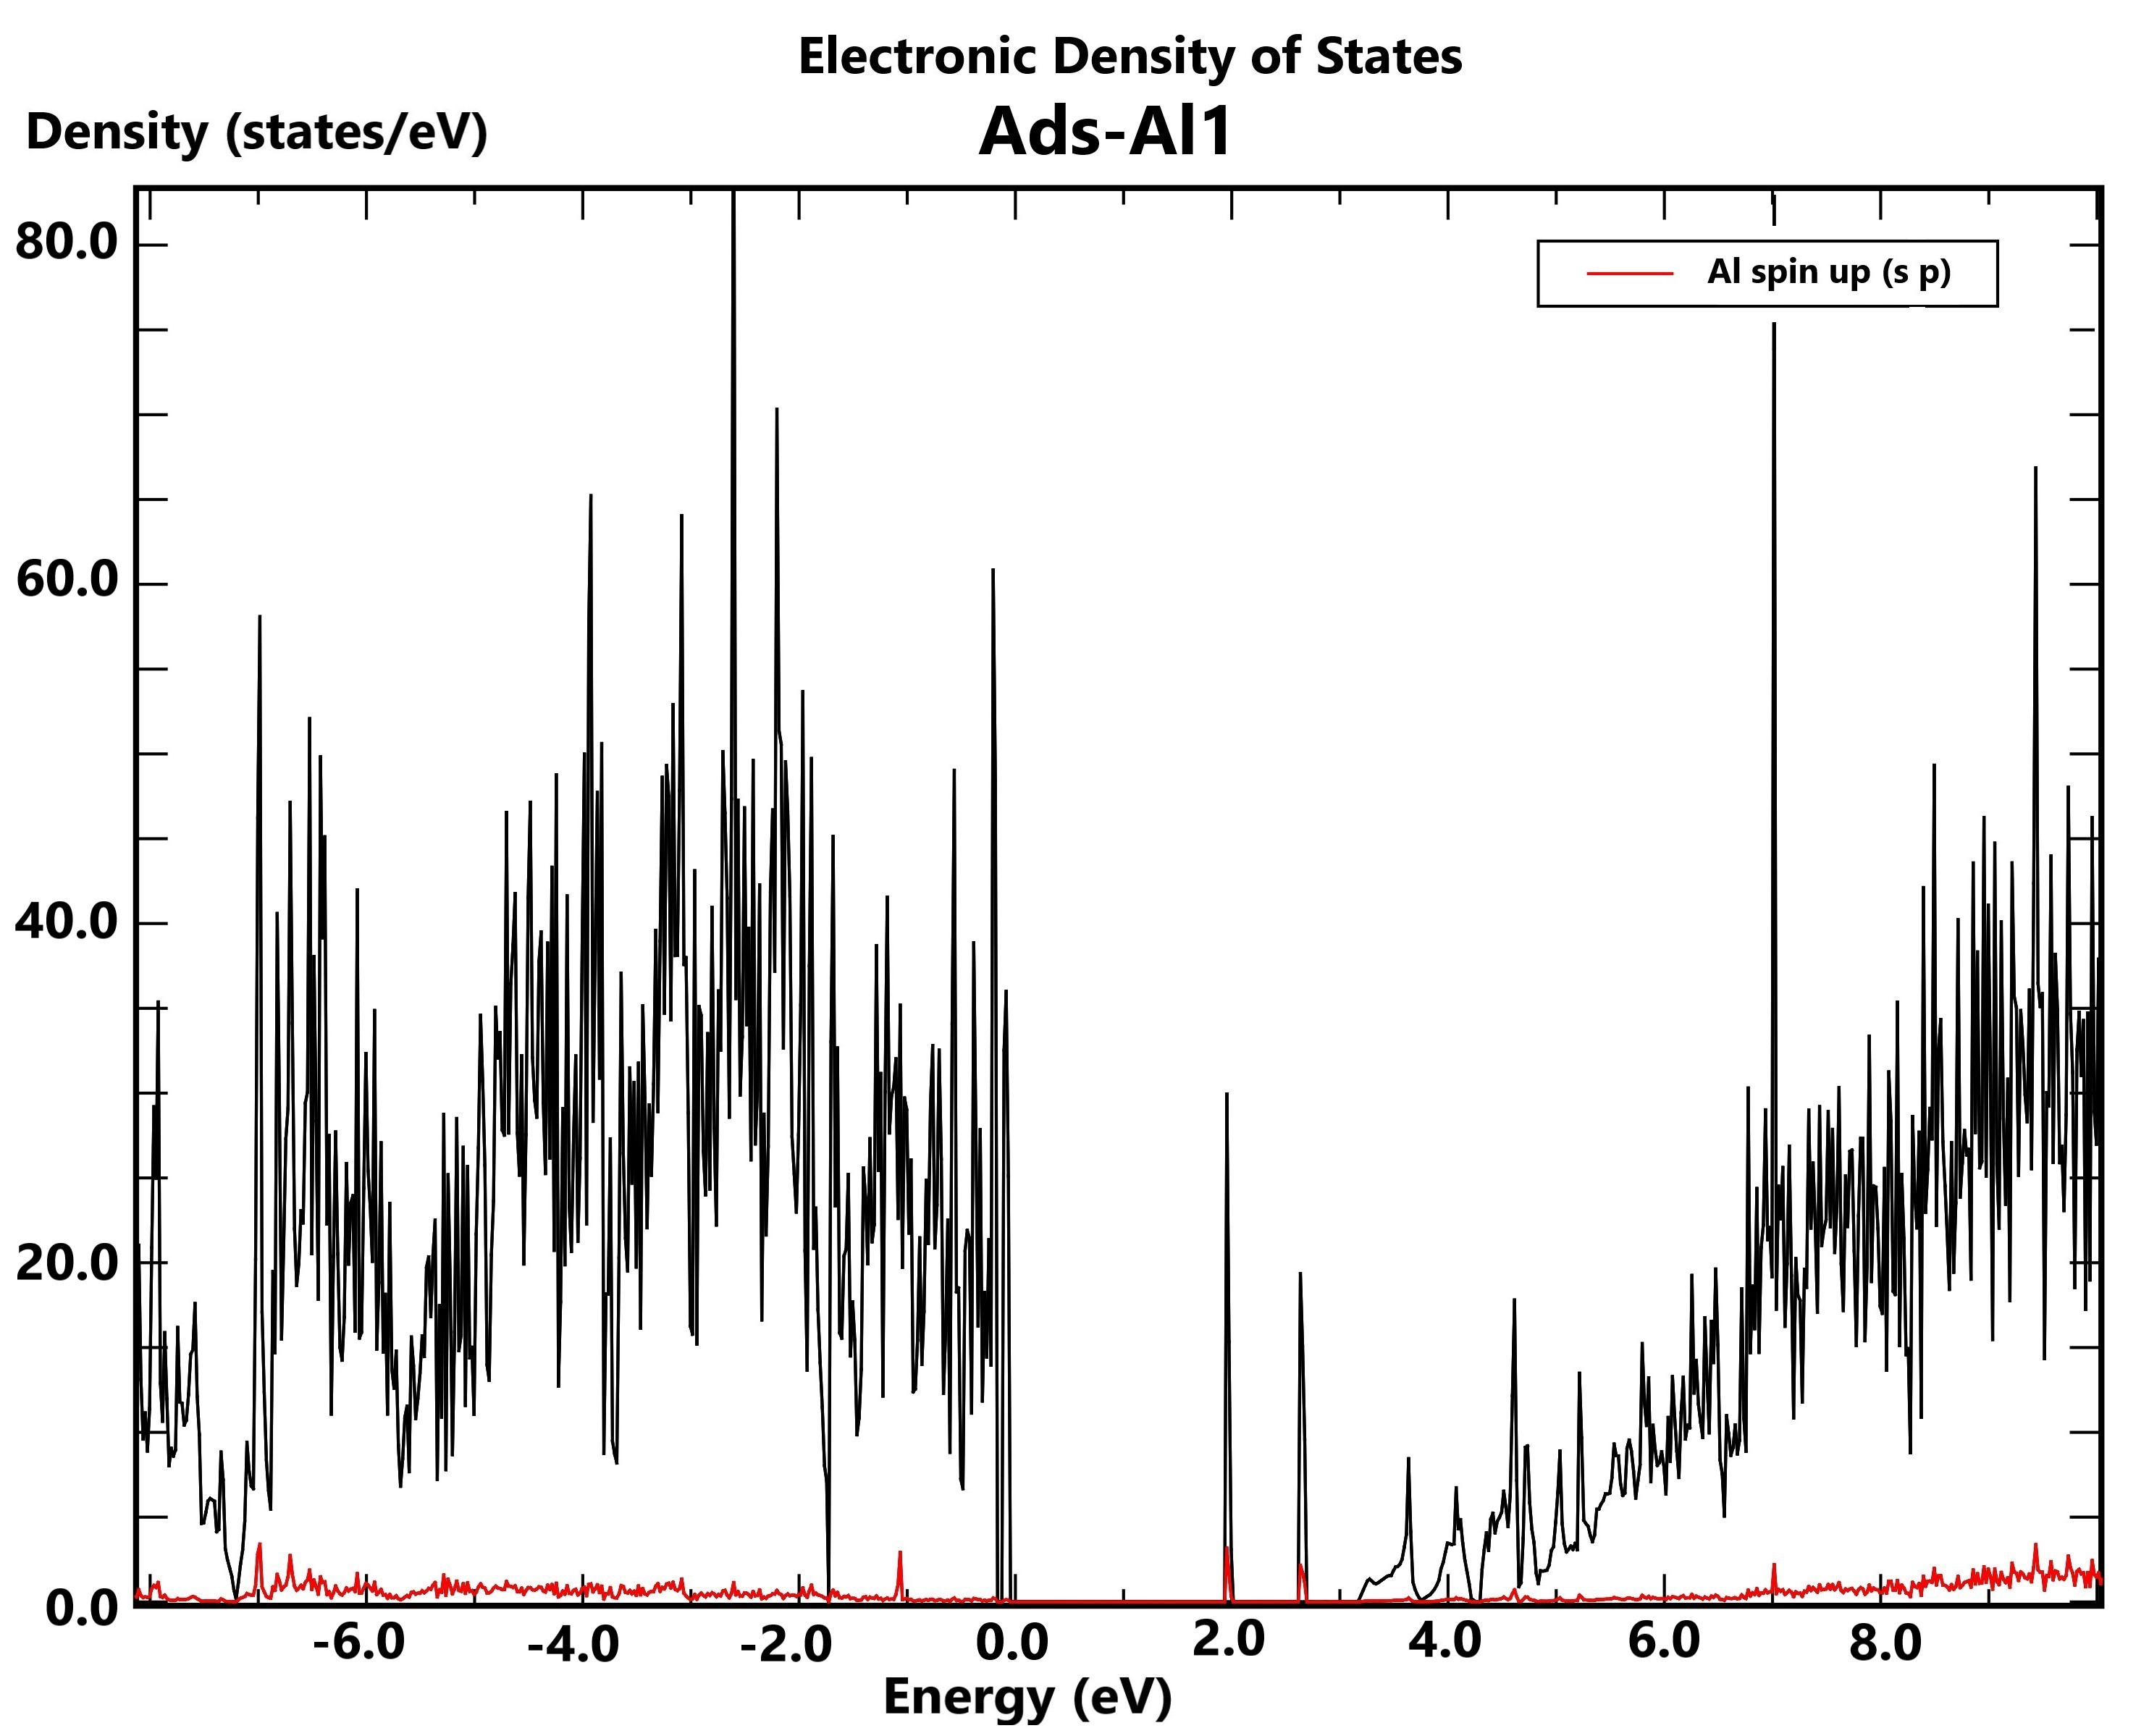 Electronic Density of States
Density (states/eV)
Ads-Al1
80.0
Al spin up (s p)
60.0
40.0
20.0
0.0
-6.0
-4.0
-2.0
0.0
2.0
4.0
6.0
8.0
Energy (eV)